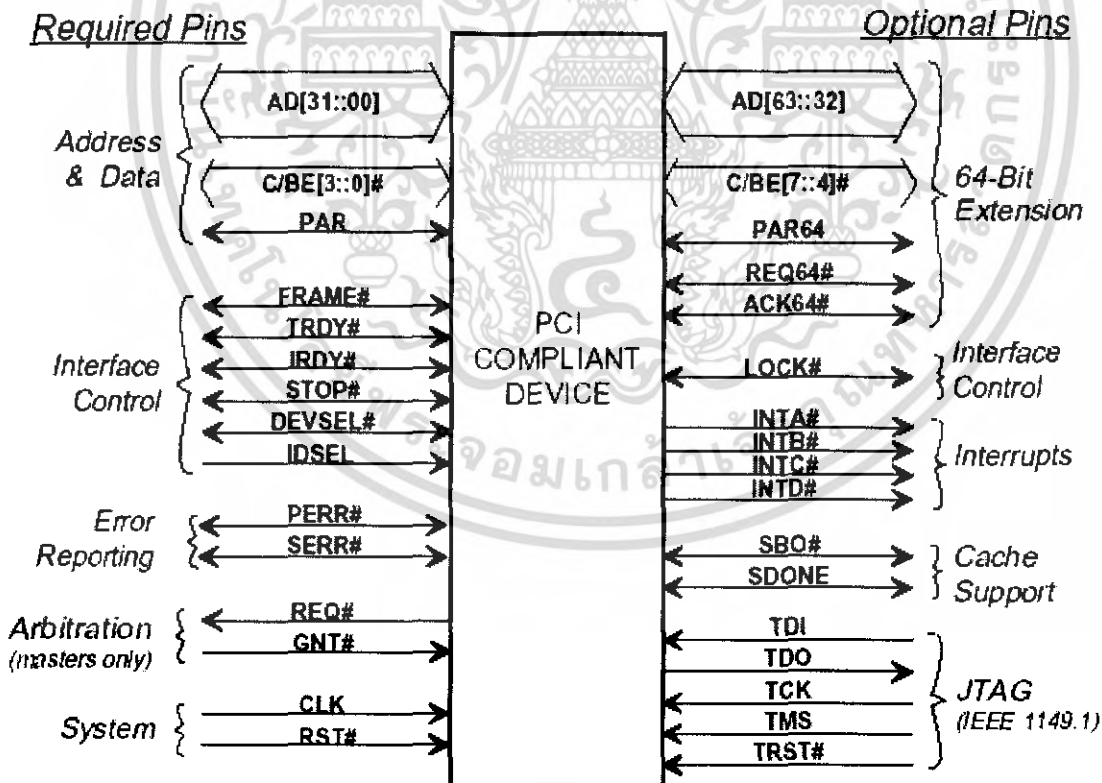 Required Pins
Optional Pins
Address
& Data
AD[31::00]
C/BE[3::0]#
PAR
Interface
Control
FRAME#
TRDY#
IRDY#
STOP#
DEVSEL#
IDSEL
Error
Reporting
PERR#
SERR#
Arbitration
(masters only)
REQ#
GNT#
System
CLK
RST#
PCI
COMPLIANT
DEVICE
AD[63::32]
C/BE[7::4]#
PAR64
REQ64#
ACK64#
64-Bit
Extension
LOCK#
Interface
Control
INTA#
INTB#
INTC#
INTD#
Interrupts
SBO#
SDONE
Cache
Support
TDI
TDO
TCK
TMS
TRST#
JTAG
(IEEE 1149.1)